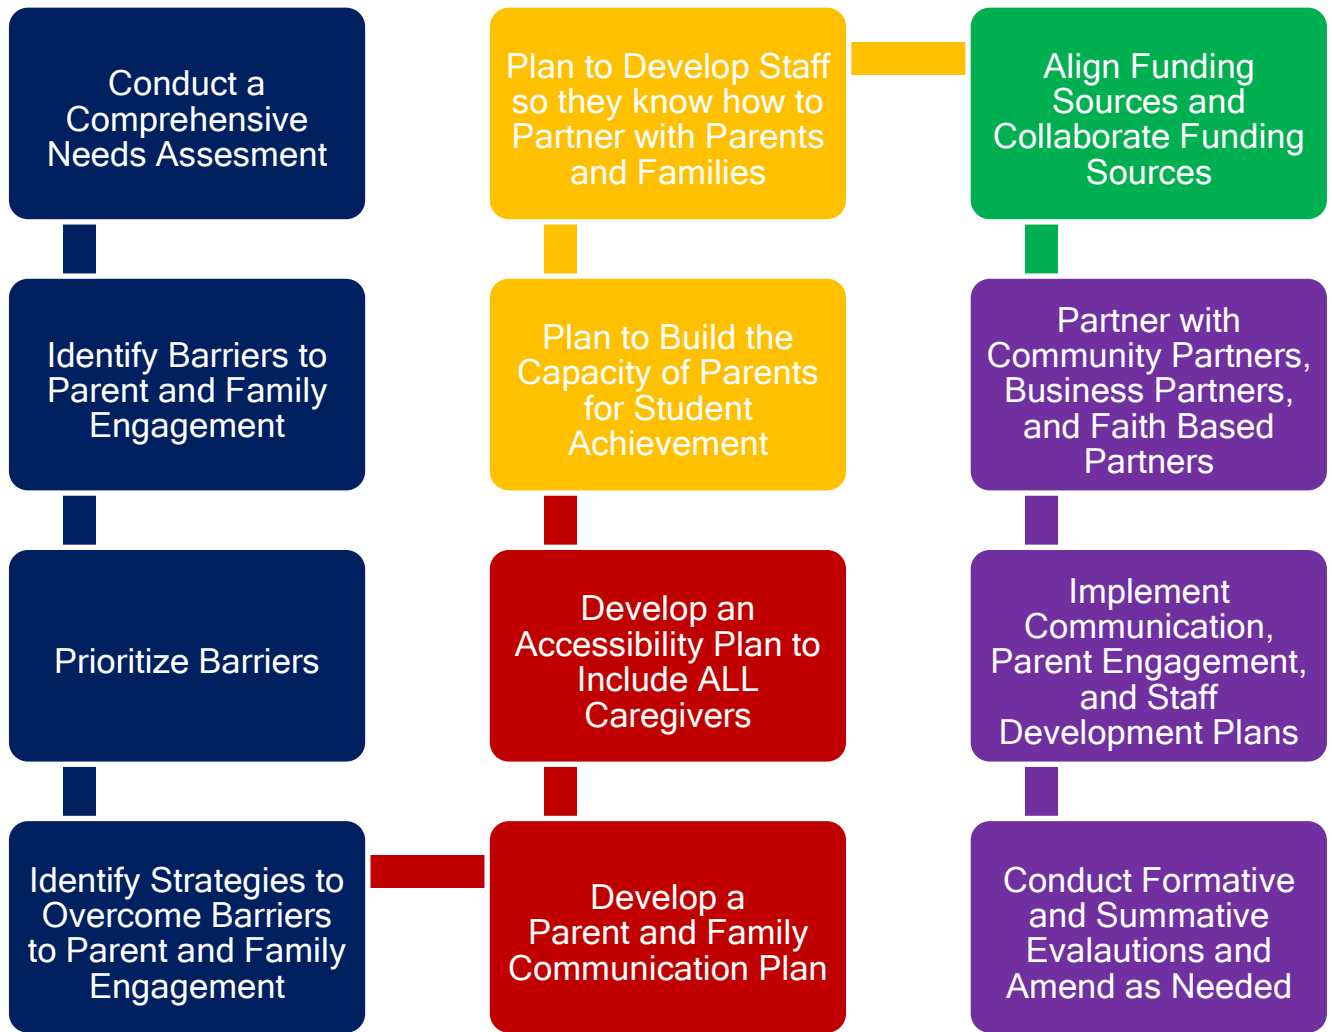 Conduct a
Comprehensive
Needs Assesment
Identify Barriers to
Parent and Family
Engagement
Prioritize Barriers
Identify Strategies to
Overcome Barriers
to Parent and Family
Engagement
Develop a
Parent and Family
Communication Plan
Develop an
Accessibility Plan to
Include ALL
Caregivers
Plan to Build the
Capacity of Parents
for Student
Achievement
Plan to Develop Staff
so they know how to
Partner with Parents
and Families
Align Funding
Sources and
Collaborate Funding
Sources
Partner with
Community Partners,
Business Partners,
and Faith Based
Partners
Implement
Communication,
Parent Engagement,
and Staff
Development Plans
Conduct Formative
and Summative
Evalautions and
Amend as Needed